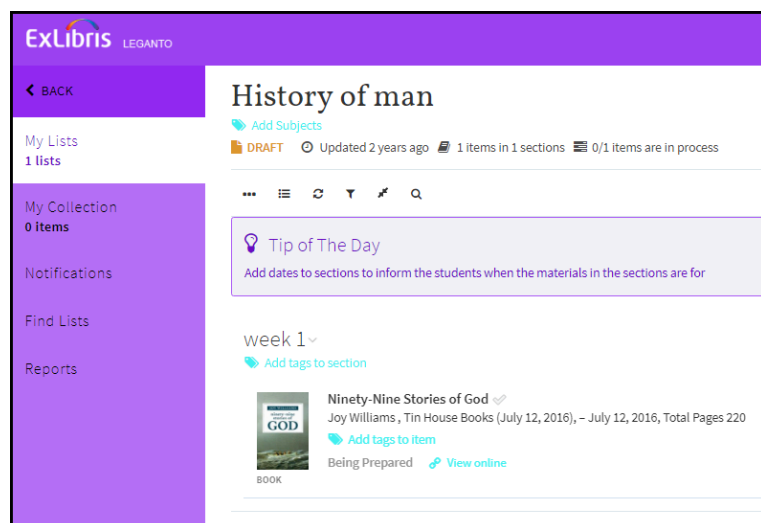 ExLibris LEGANTO
BACK
My Lists
1 lists
My Collection
0 items
Notifications
Find Lists
Reports
History of man
Add Subjects
DRAFT Updated 2 years ago 1 items in 1 sections 0/1 items are in process
Tip of The Day
Add dates to sections to inform the students when the materials in the sections are for
week 1
Add tags to section
GOD
BOOK
Ninety-Nine Stories of God
Joy Williams , Tin House Books (July 12, 2016), – July 12, 2016, Total Pages 220
Add tags to item
Being Prepared View online